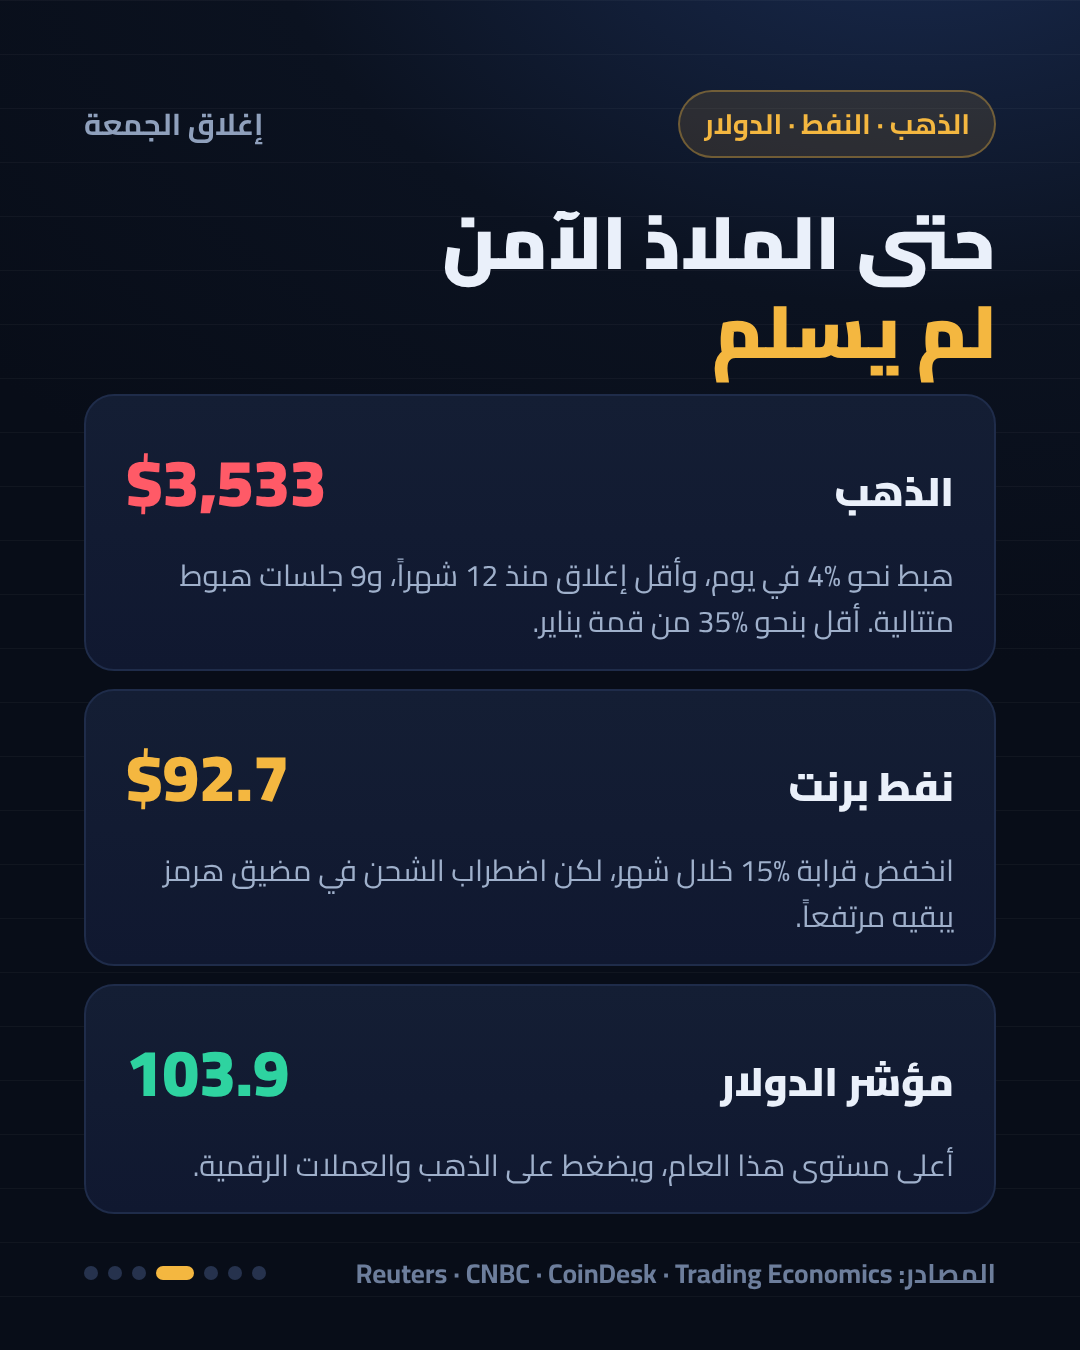 الذهب · النفط · الدولار
إغلاق الجمعة
حتى الملاذ الآمن
لم يسلم
الذهب
$3,533
هبط نحو 4% في يوم، وأقل إغلاق منذ 12 شهراً، و9 جلسات هبوط
متتالية. أقل بنحو 35% من قمة يناير.
نفط برنت
$92.7
انخفض قرابة 15% خلال شهر، لكن اضطراب الشحن في مضيق هرمز
يبقيه مرتفعاً.
مؤشر الدولار
103.9
أعلى مستوى هذا العام، ويضغط على الذهب والعملات الرقمية.
المصادر: Reuters · CNBC · CoinDesk · Trading Economics